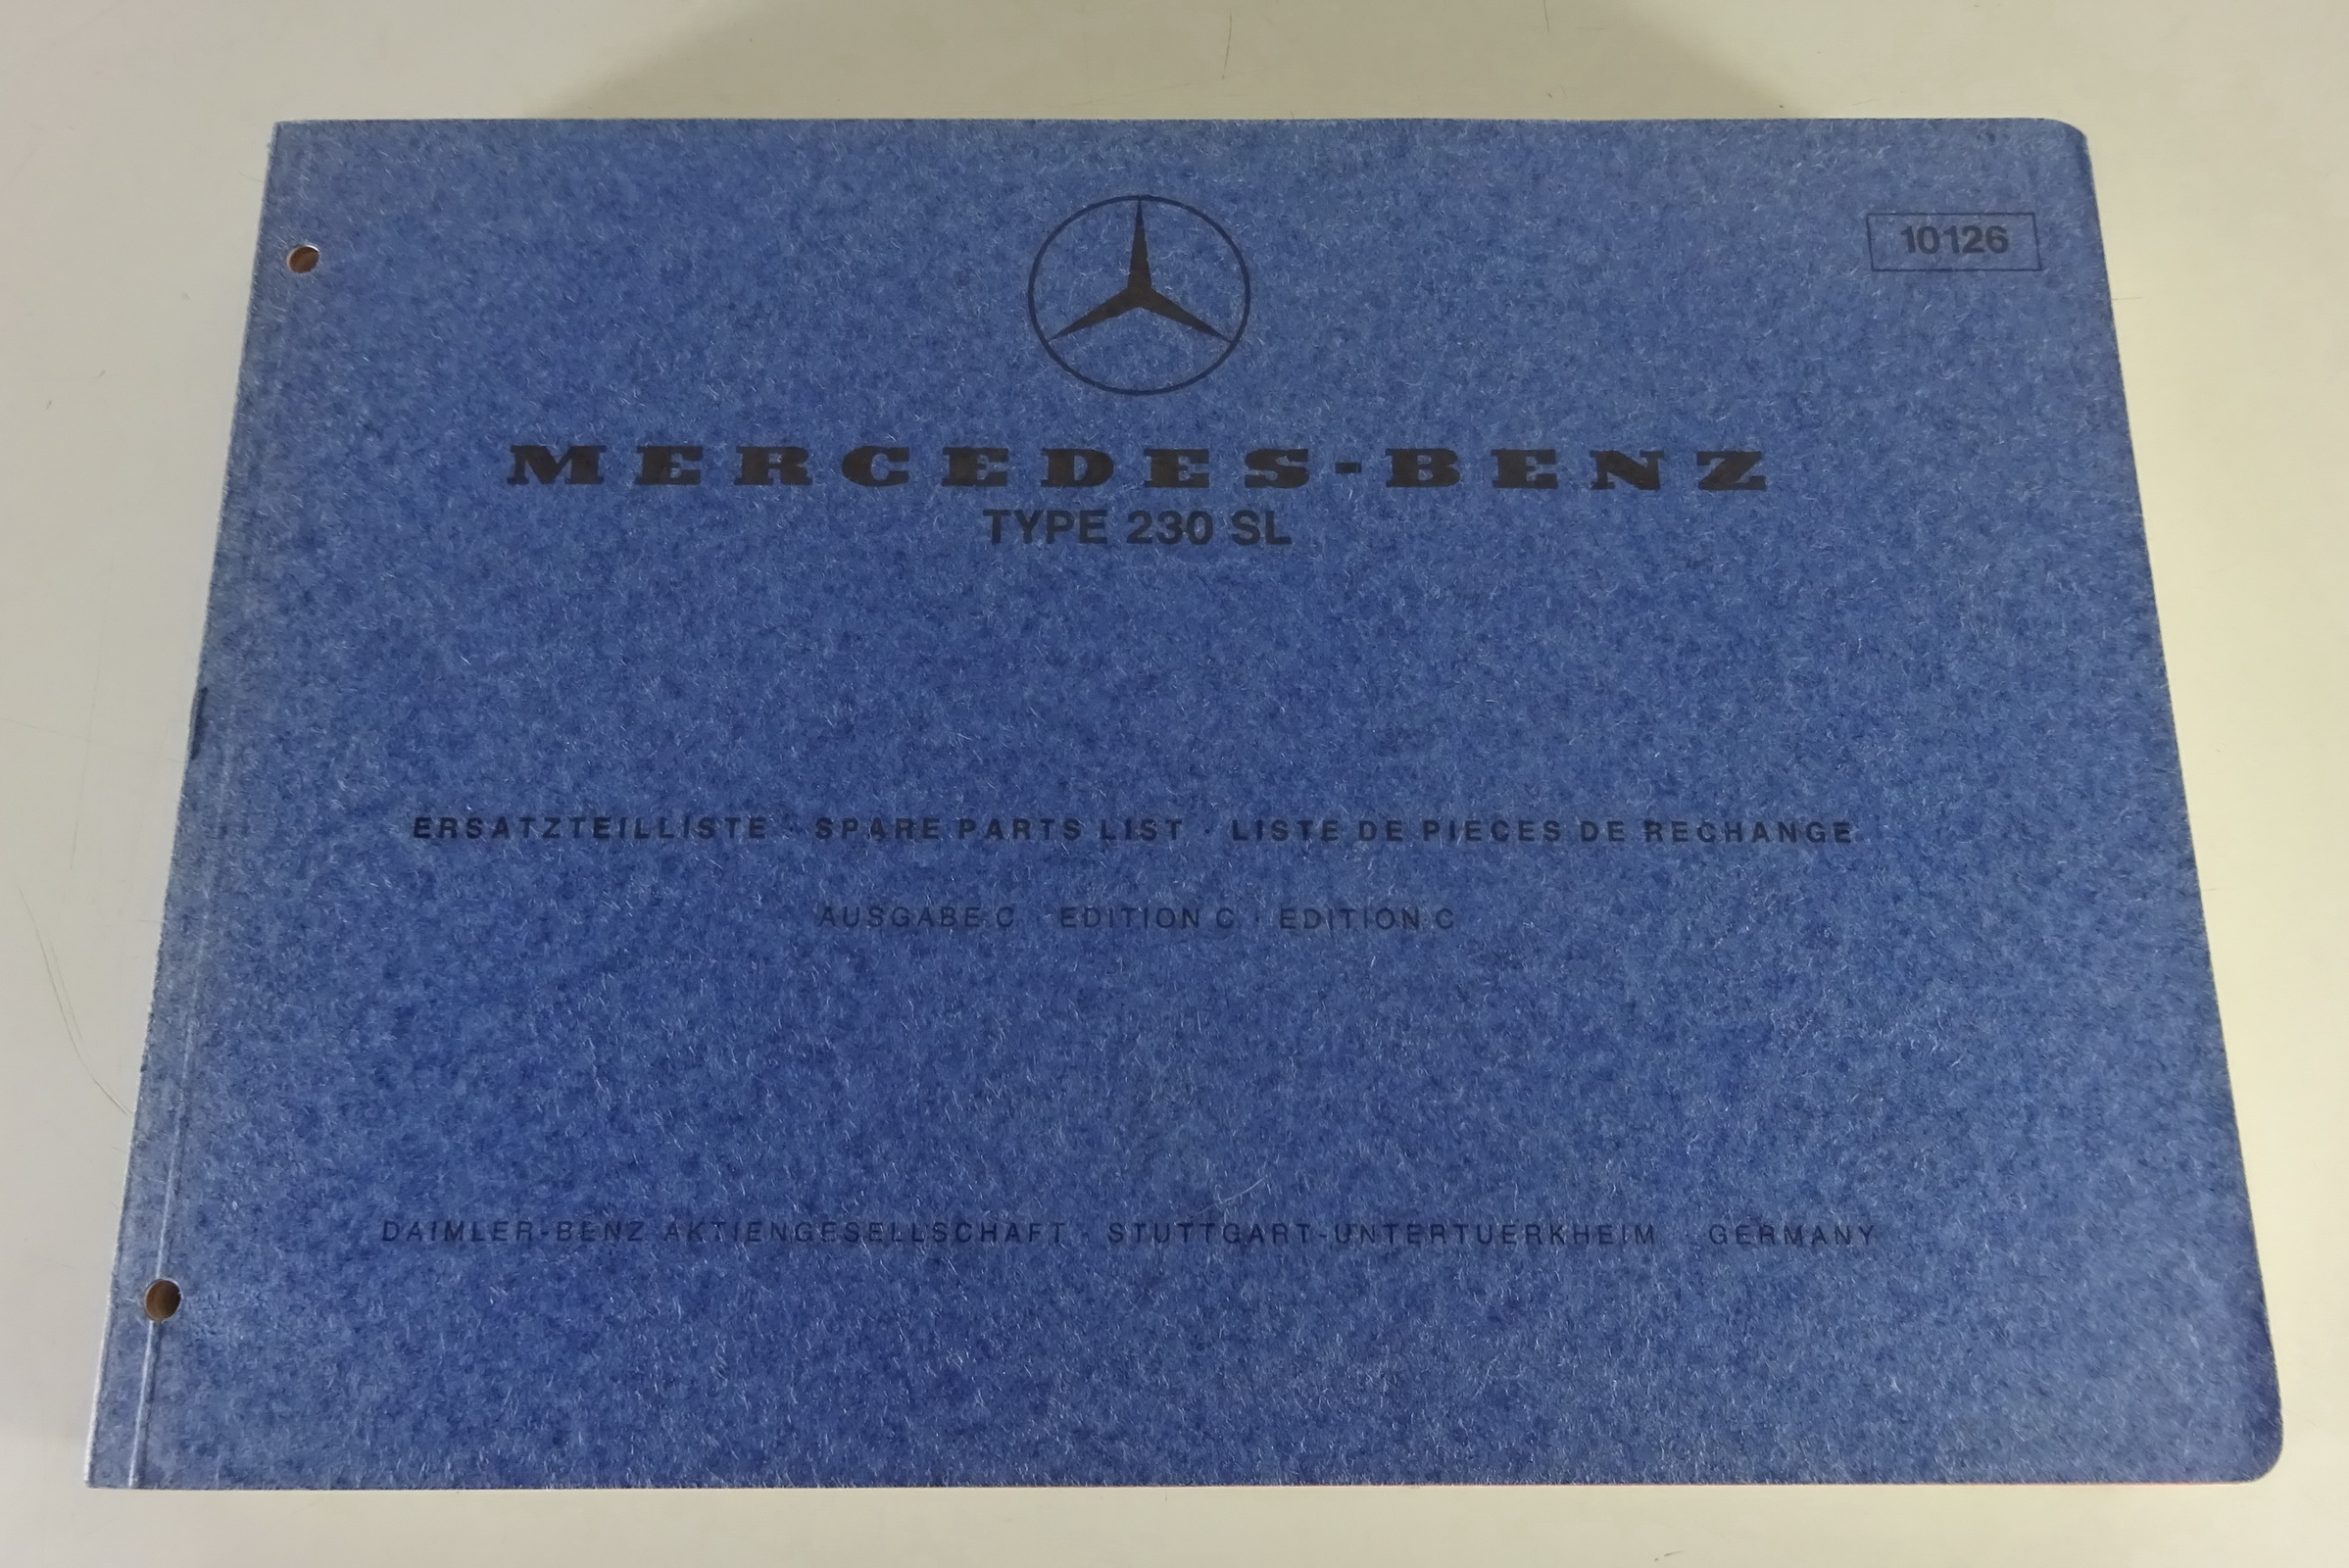 10126
MERCEDES-BENZ
TYPE 230 SL
ERSATZTEILLISTE · SPARE PARTS LIST · LISTE DE PIECES DE RECHANGE
AUSGABE C · EDITION C · EDITION C
DAIMLER-BENZ AKTIENGESELLSCHAFT · STUTTGART-UNTERTUERKHEIM · GERMANY